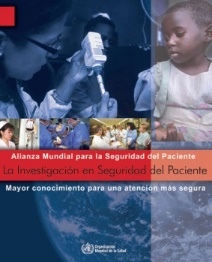 Alianza Mundial para la Seguridad del Paciente
La Investigación en Seguridad del Paciente
Mayor conocimiento para una atención más segura
Organización
Mundial de la Salud